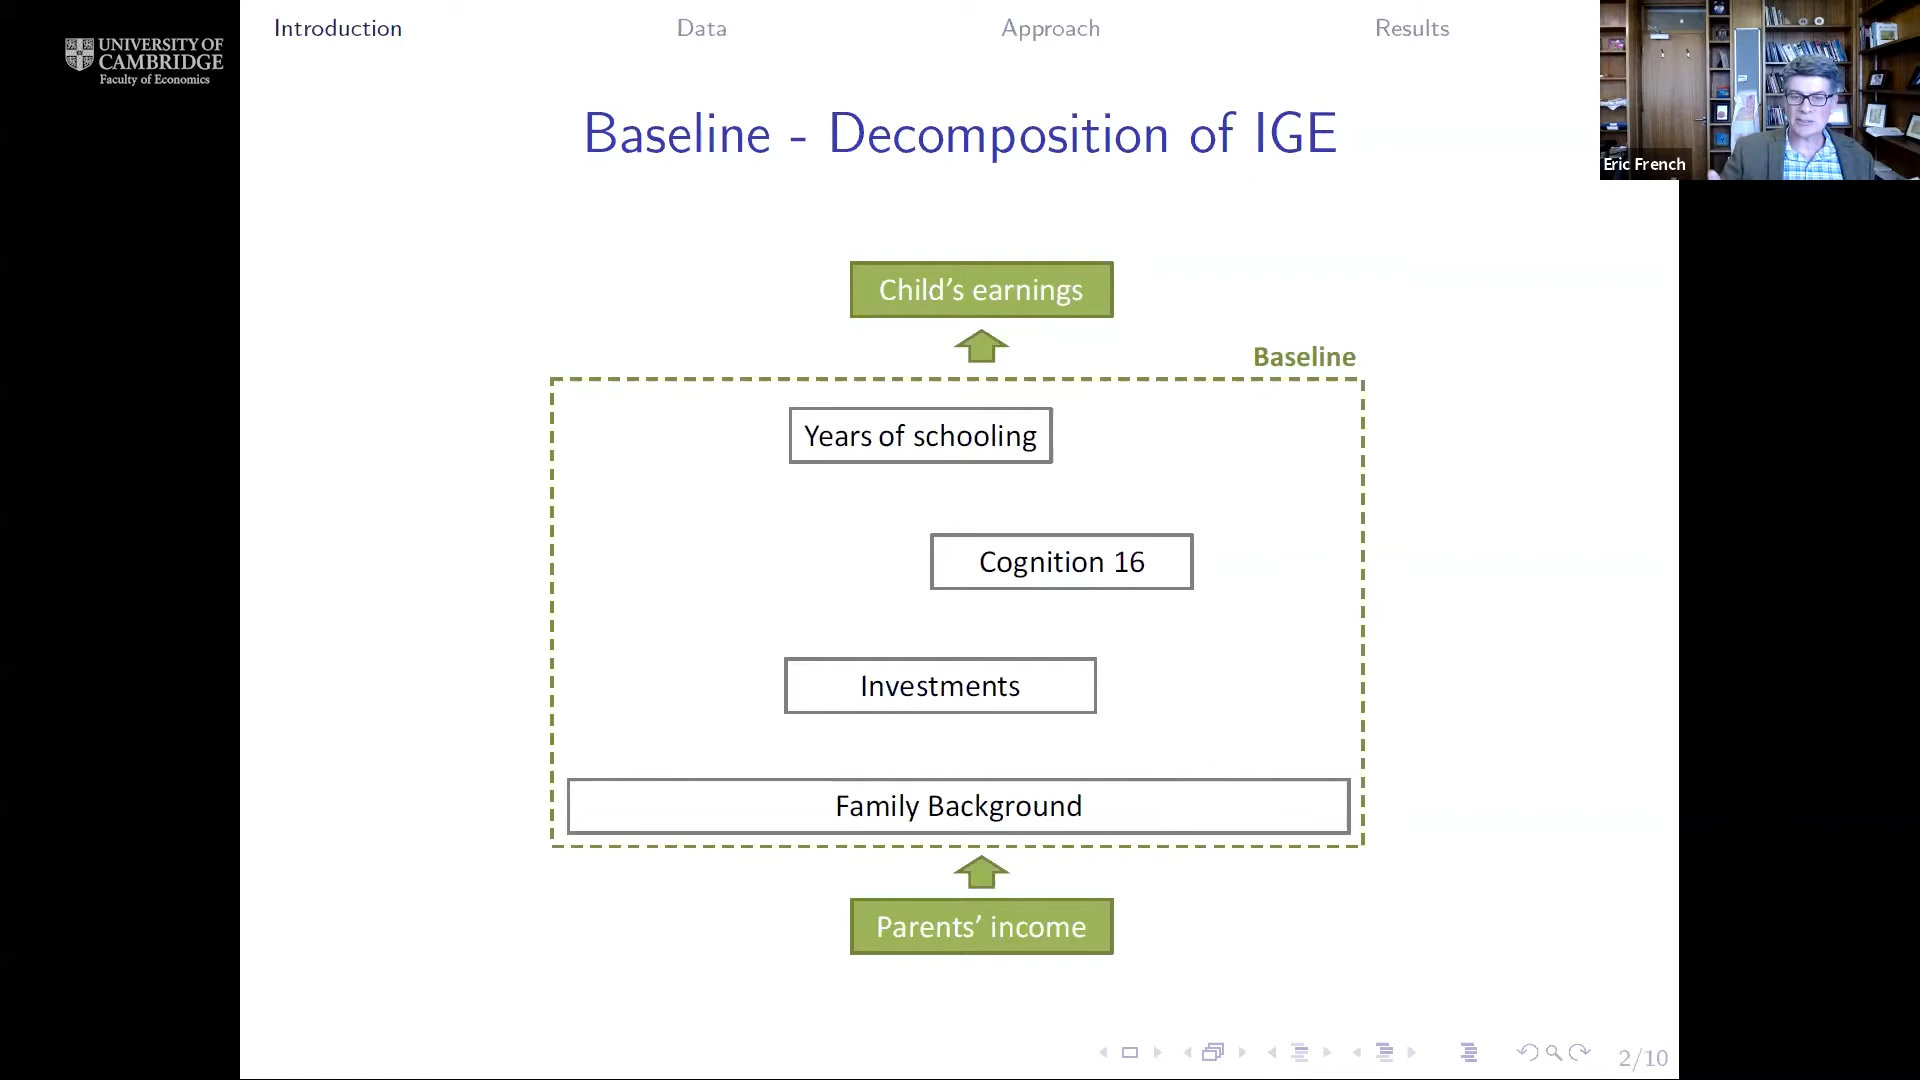 Introduction
Data
Approach
Results
UNIVERSITY OF
CAMBRIDGE
Faculty of Economics
Eric French
Baseline - Decomposition of IGE
Child's earnings
Baseline
Years of schooling
Cognition 16
Investments
Family Background
Parents' income
2/10